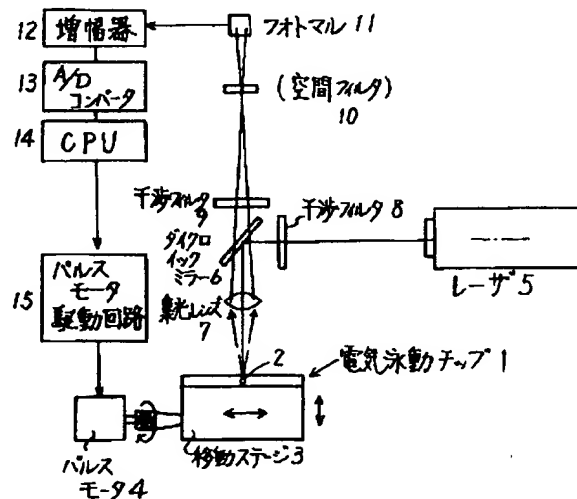 12 増幅器
フォトマル 11
13 A/D
コンバータ
(空間フィルタ)
10
14 CPU
干渉フィルタ
9
干渉フィルタ 8
ダイクロ
イック
ミラー6
レーザ5
15 パルス
モータ
駆動回路
集光レンズ
7
2
電気泳動チップ1
移動ステージ3
パルス
モータ4